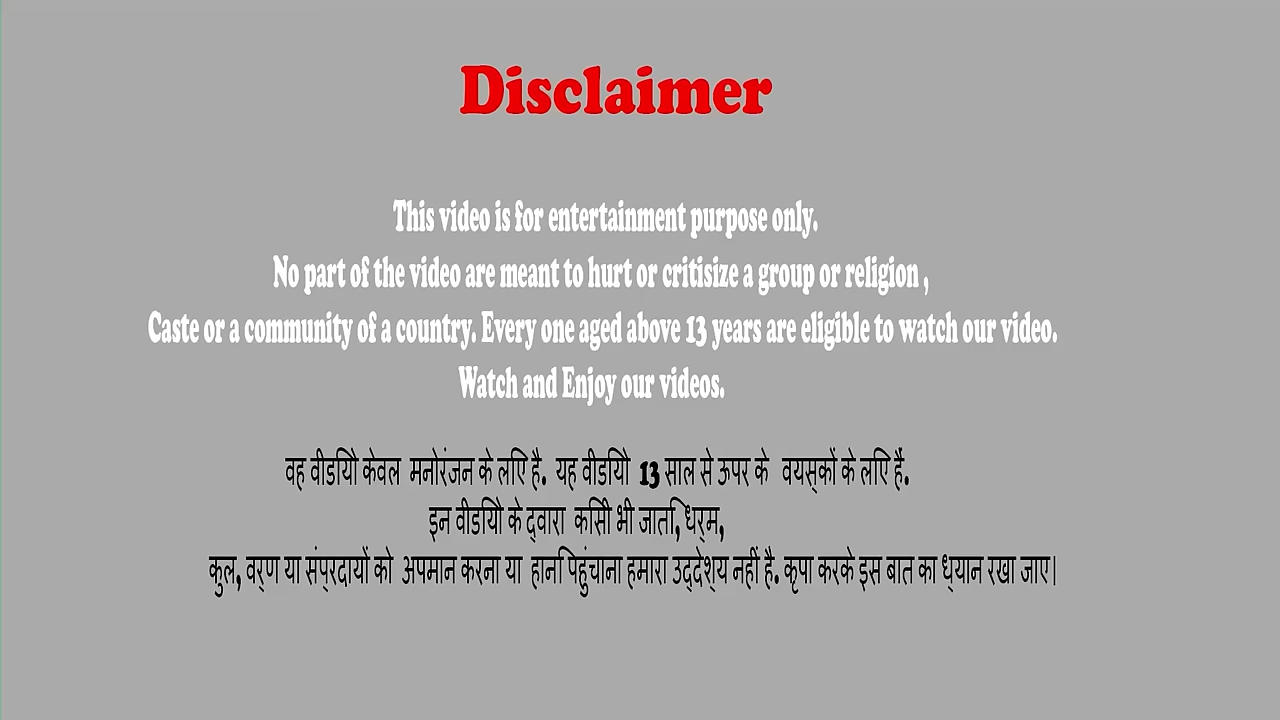 Disclaimer
This video is for entertainment purpose only.
No part of the video are meant to hurt or critisize a group or religion ,
Caste or a community of a country. Every one aged above 13 years are eligible to watch our video.
Watch and Enjoy our videos.
वह वीडियो केवल मनोरंजन के लिए है. यह वीडियो 13 साल से ऊपर के वयस्कों के लिए हैं.
इन वीडियो के द्वारा किसी भी जाति, धर्म,
कुल, वर्ण या संप्रदायों को अपमान करना या हानि पहुंचाना हमारा उद्देश्य नहीं है. कृपा करके इस बात का ध्यान रखा जाए।